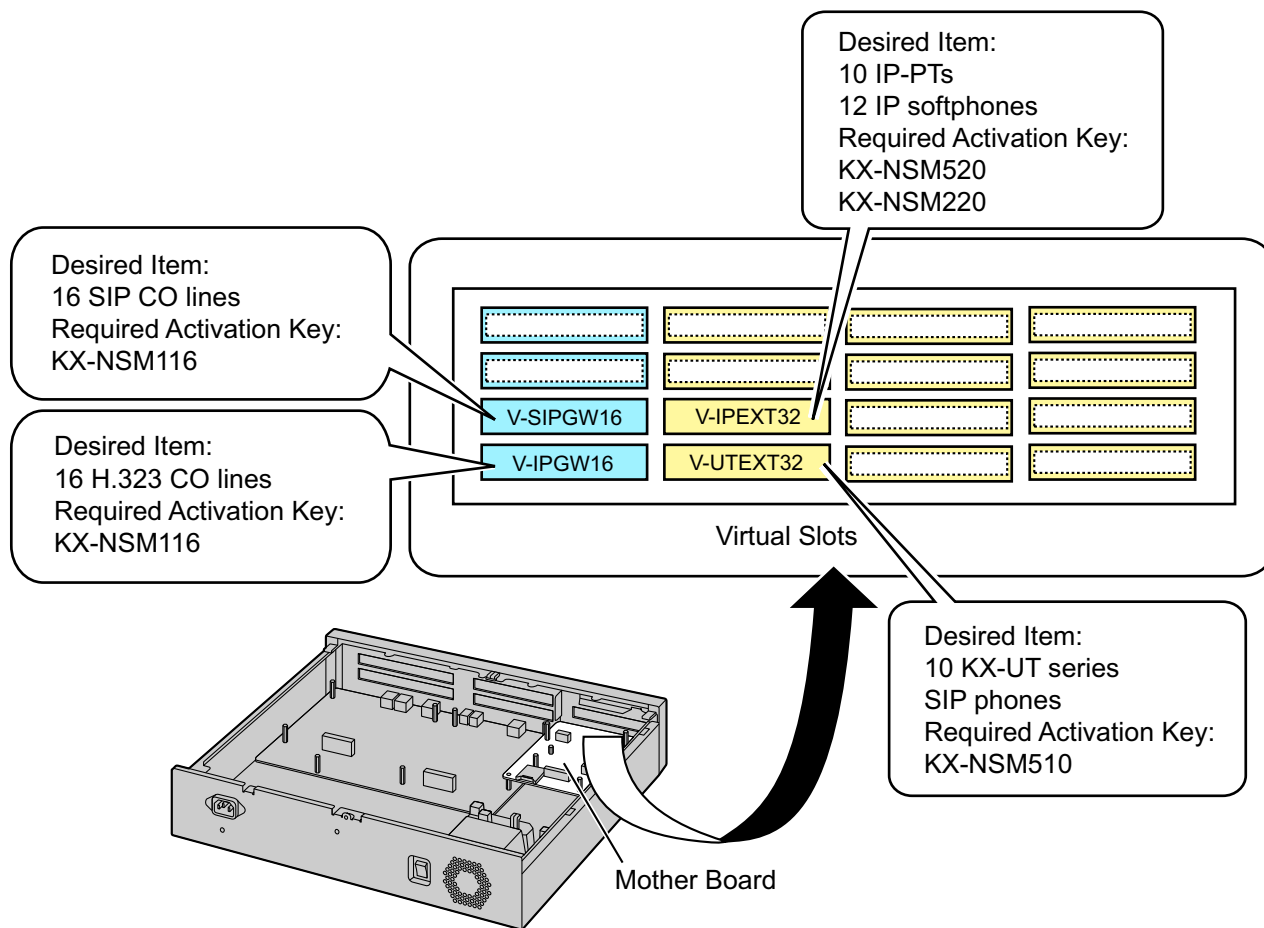 Desired Item:
10 IP-PTs
12 IP softphones
Required Activation Key:
KX-NSM520
KX-NSM220
Desired Item:
16 SIP CO lines
Required Activation Key:
KX-NSM116
Desired Item:
16 H.323 CO lines
Required Activation Key:
KX-NSM116
V-SIPGW16
V-IPEXT32
V-IPGW16
V-UTEXT32
Virtual Slots
Desired Item:
10 KX-UT series
SIP phones
Required Activation Key:
KX-NSM510
Mother Board